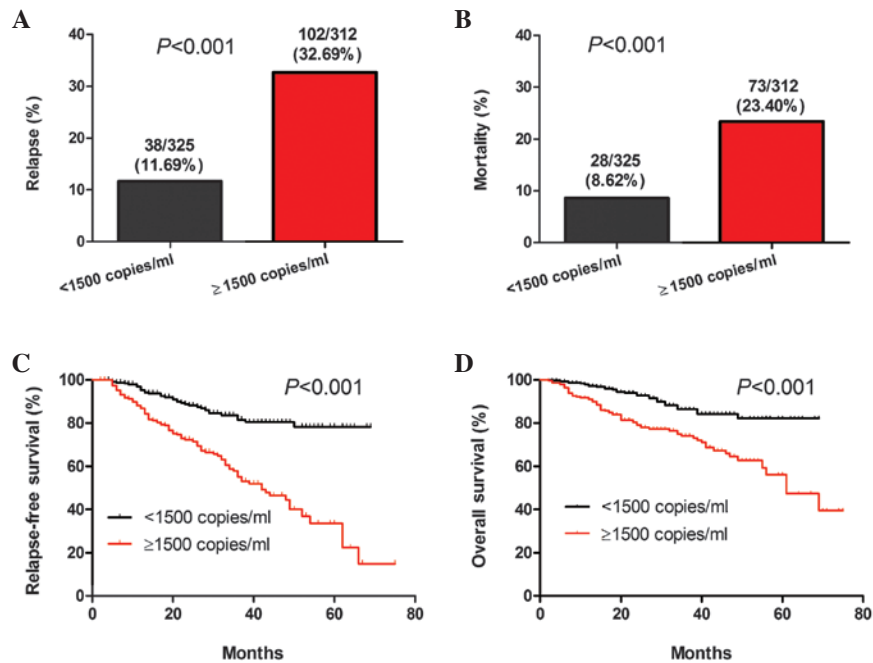 A
P<0.001
102/312
(32.69%)
38/325
(11.69%)
Relapse (%)
40
30
20
10
0
<1500 copies/ml
≥1500 copies/ml
B
P<0.001
73/312
(23.40%)
28/325
(8.62%)
Mortality (%)
40
30
20
10
0
<1500 copies/ml
≥1500 copies/ml
C
P<0.001
Relapse-free survival (%)
100
80
60
40
20
0
<1500 copies/ml
≥1500 copies/ml
0 20 40 60 80
Months
D
P<0.001
Overall survival (%)
100
80
60
40
20
0
<1500 copies/ml
≥1500 copies/ml
0 20 40 60 80
Months